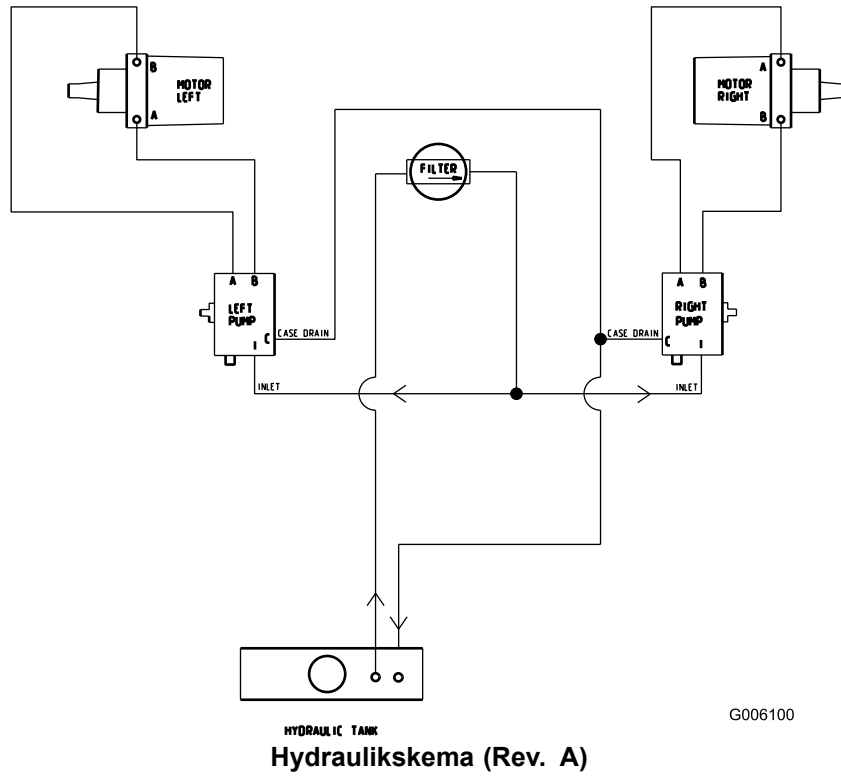 B
MOTOR
LEFT
A
A
MOTOR
RIGHT
B
FILTER
A B
LEFT
PUMP
C
I
CASE DRAIN
INLET
A B
RIGHT
PUMP
C
I
CASE DRAIN
INLET
HYDRAULIC TANK
G006100
Hydraulikskema (Rev. A)